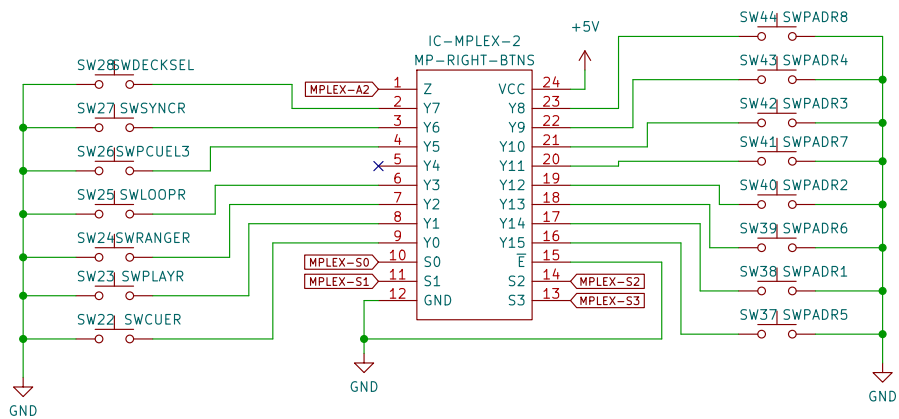 SW44 SWPADR8
+5V
IC-MPLEX-2
MP-RIGHT-BTNS
SW28 SWDECKSEL
SW43 SWPADR4
MPLEX-A2 1 Z VCC 24
2 Y7 Y8 23
SW27 SWSYNCR
SW42 SWPADR3
3 Y6 Y9 22
4 Y5 Y10 21
SW26 SWPCUEL3
SW41 SWPADR7
5 Y4 Y11 20
6 Y3 Y12 19
SW25 SWLOOPR
SW40 SWPADR2
7 Y2 Y13 18
8 Y1 Y14 17
SW24 SWRANGER
SW39 SWPADR6
9 Y0 Y15 16
MPLEX-S0 10 S0 E 15
SW23 SWPLAYR
SW38 SWPADR1
MPLEX-S1 11 S1 S2 14 MPLEX-S2
12 GND S3 13 MPLEX-S3
SW22 SWCUER
SW37 SWPADR5
GND
GND
GND